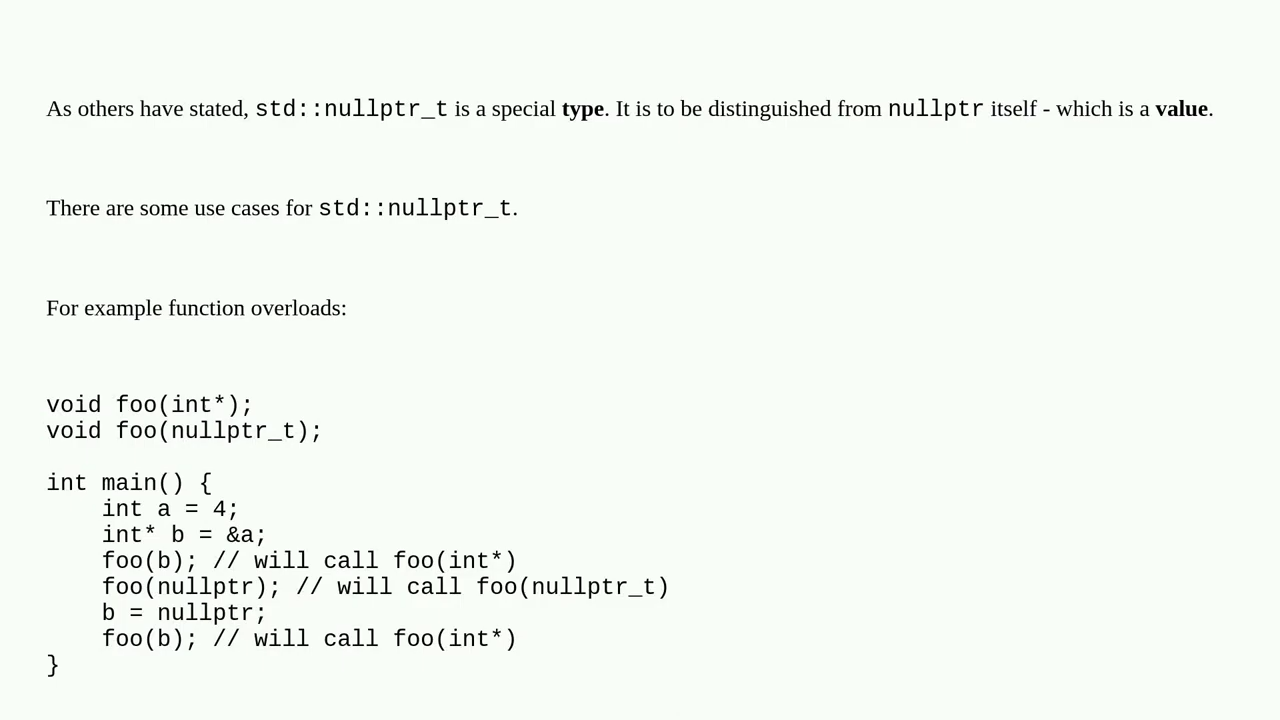 As others have stated, std::nullptr_t is a special type. It is to be distinguished from nullptr itself - which is a value.
There are some use cases for std::nullptr_t.
For example function overloads:
void foo(int*);
void foo(nullptr_t);
int main() {
    int a = 4;
    int* b = &a;
    foo(b); // will call foo(int*)
    foo(nullptr); // will call foo(nullptr_t)
    b = nullptr;
    foo(b); // will call foo(int*)
}